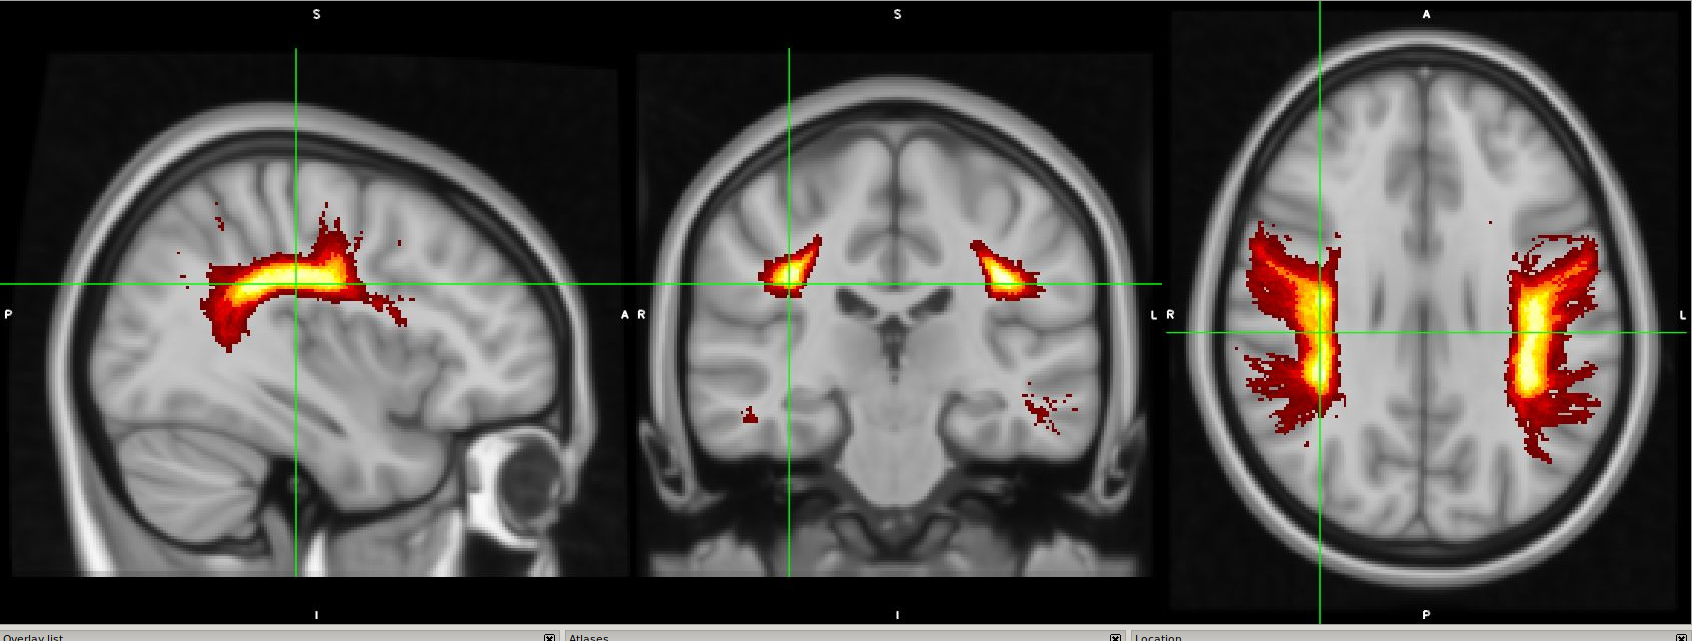 S S A
P A R L R L
I I P
Overlay list Atlases Location